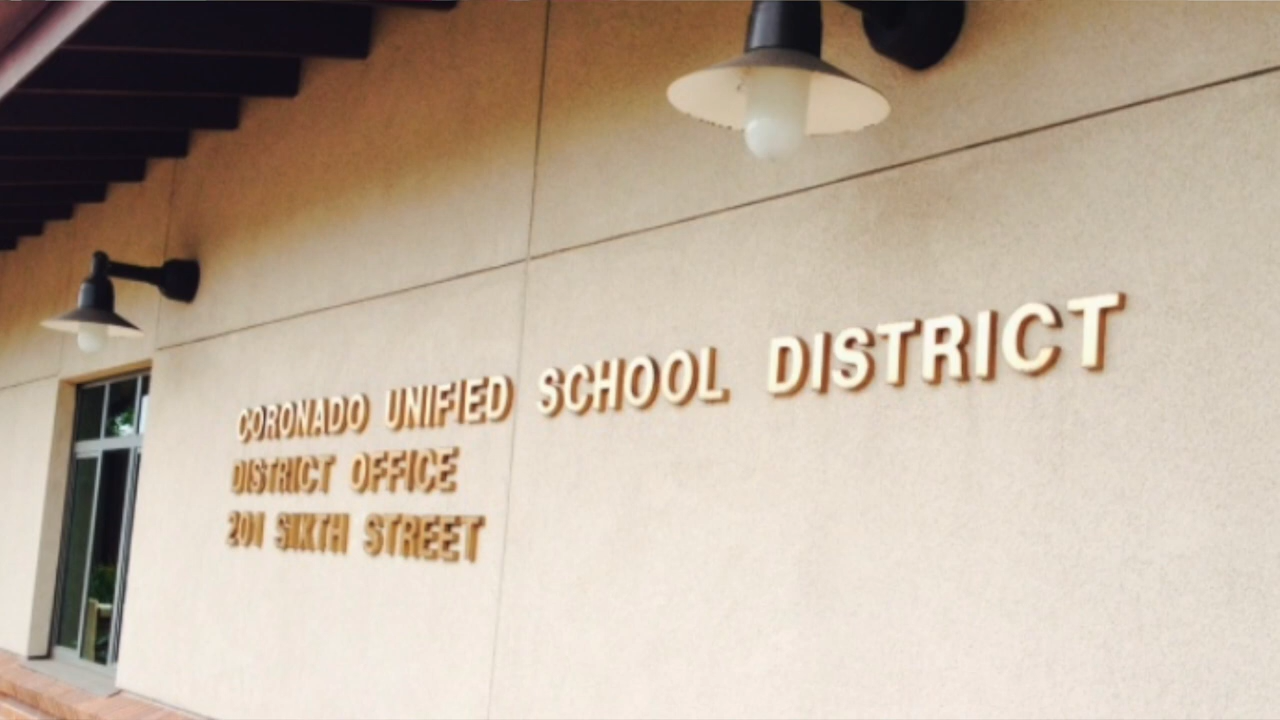 CORONADO UNIFIED SCHOOL DISTRICT
DISTRICT OFFICE
201 SIXTH STREET